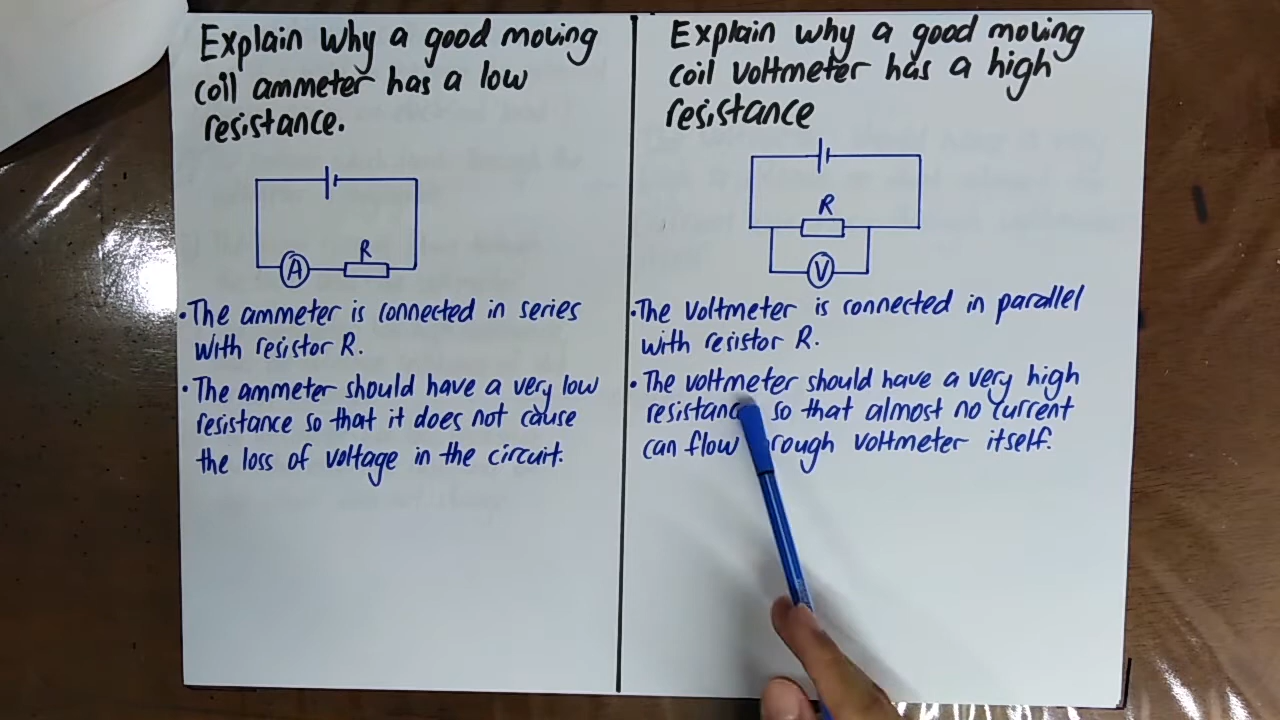 Explain why a good moving
coil ammeter has a low
resistance.
A
R
• The ammeter is connected in series
with resistor R.
• The ammeter should have a very low
resistance so that it does not cause
the loss of voltage in the circuit.
Explain why a good moving
coil voltmeter has a high
resistance
R
V
• The voltmeter is connected in parallel
with resistor R.
• The voltmeter should have a very high
so that almost no current
can flow voltmeter itself.